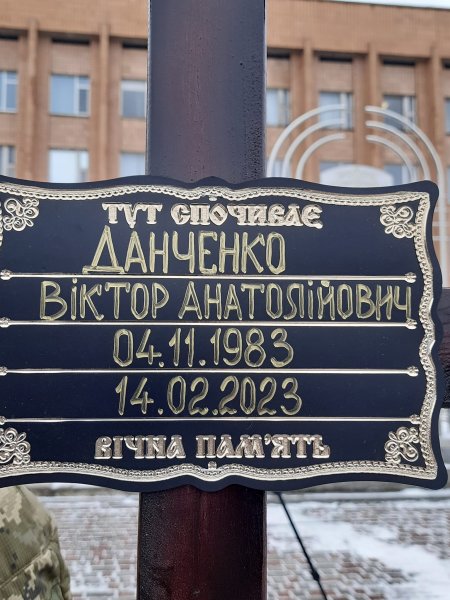 ТУТ СПОЧИВАЄ
ДАНЧЕНКО
ВІКТОР АНАТОЛІЙОВИЧ
04.11.1983
14.02.2023
ВІЧНА ПАМ'ЯТЬ